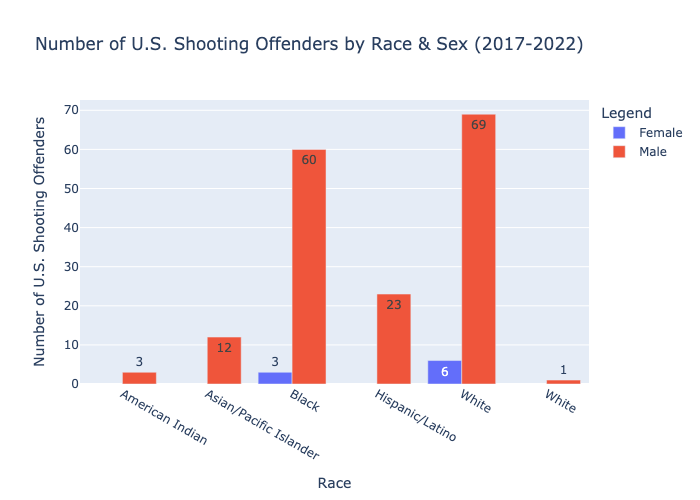 Number of U.S. Shooting Offenders by Race & Sex (2017-2022)
Legend
Female
Male
Number of U.S. Shooting Offenders
70
60
50
40
30
20
10
0
3
12
3
60
23
6
69
1
American Indian
Asian/Pacific Islander
Black
Hispanic/Latino
White
White
Race